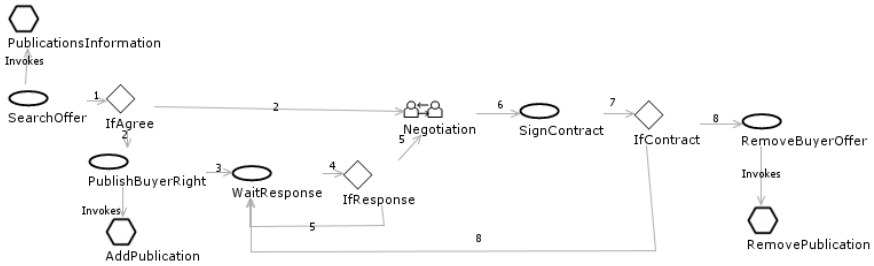 PublicationsInformation
Invokes
SearchOffer
1
IfAgree
2
Negotiation
6
SignContract
7
IfContract
8
RemoveBuyerOffer
2
PublishBuyerRight
3
WaitResponse
4
IfResponse
5
Invokes
AddPublication
5
8
Invokes
RemovePublication